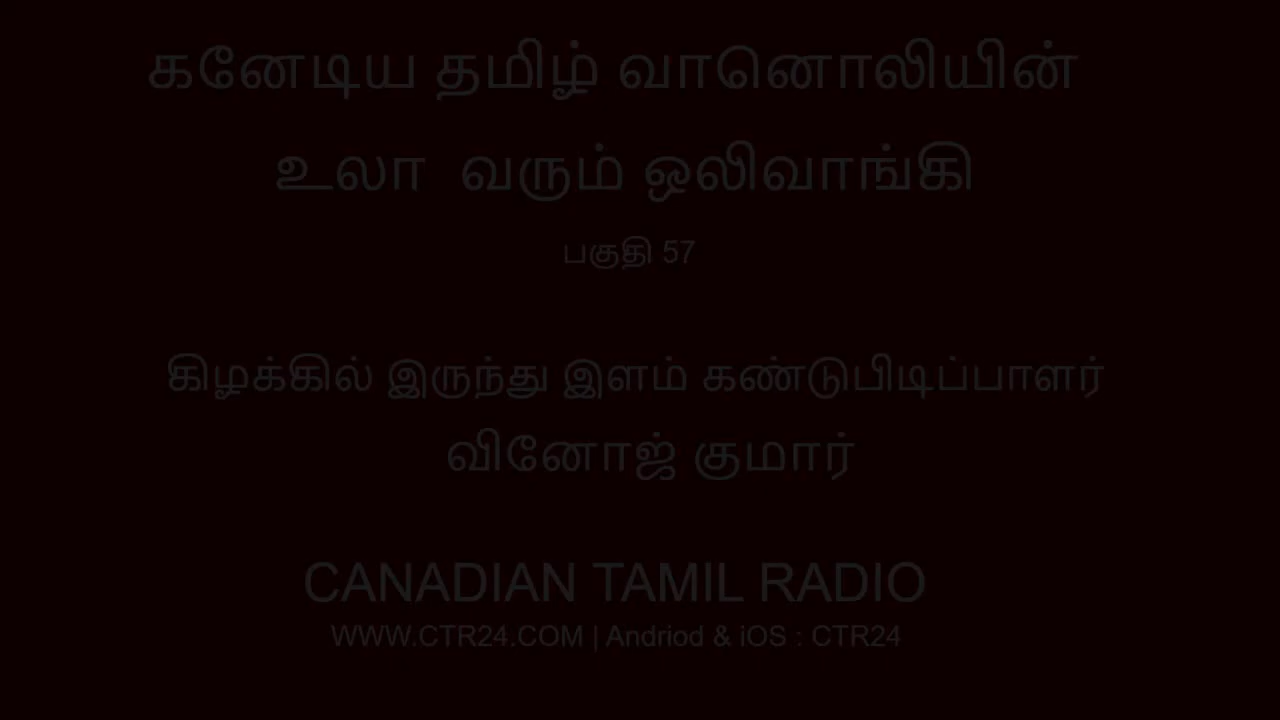 கனேடிய தமிழ் வானொலியின்
உலா வரும் ஒலிவாங்கி
பகுதி 57
கிழக்கில் இருந்து இளம் கண்டுபிடிப்பாளர்
வினோஜ் குமார்
CANADIAN TAMIL RADIO
WWW.CTR24.COM | Andriod & iOS : CTR24